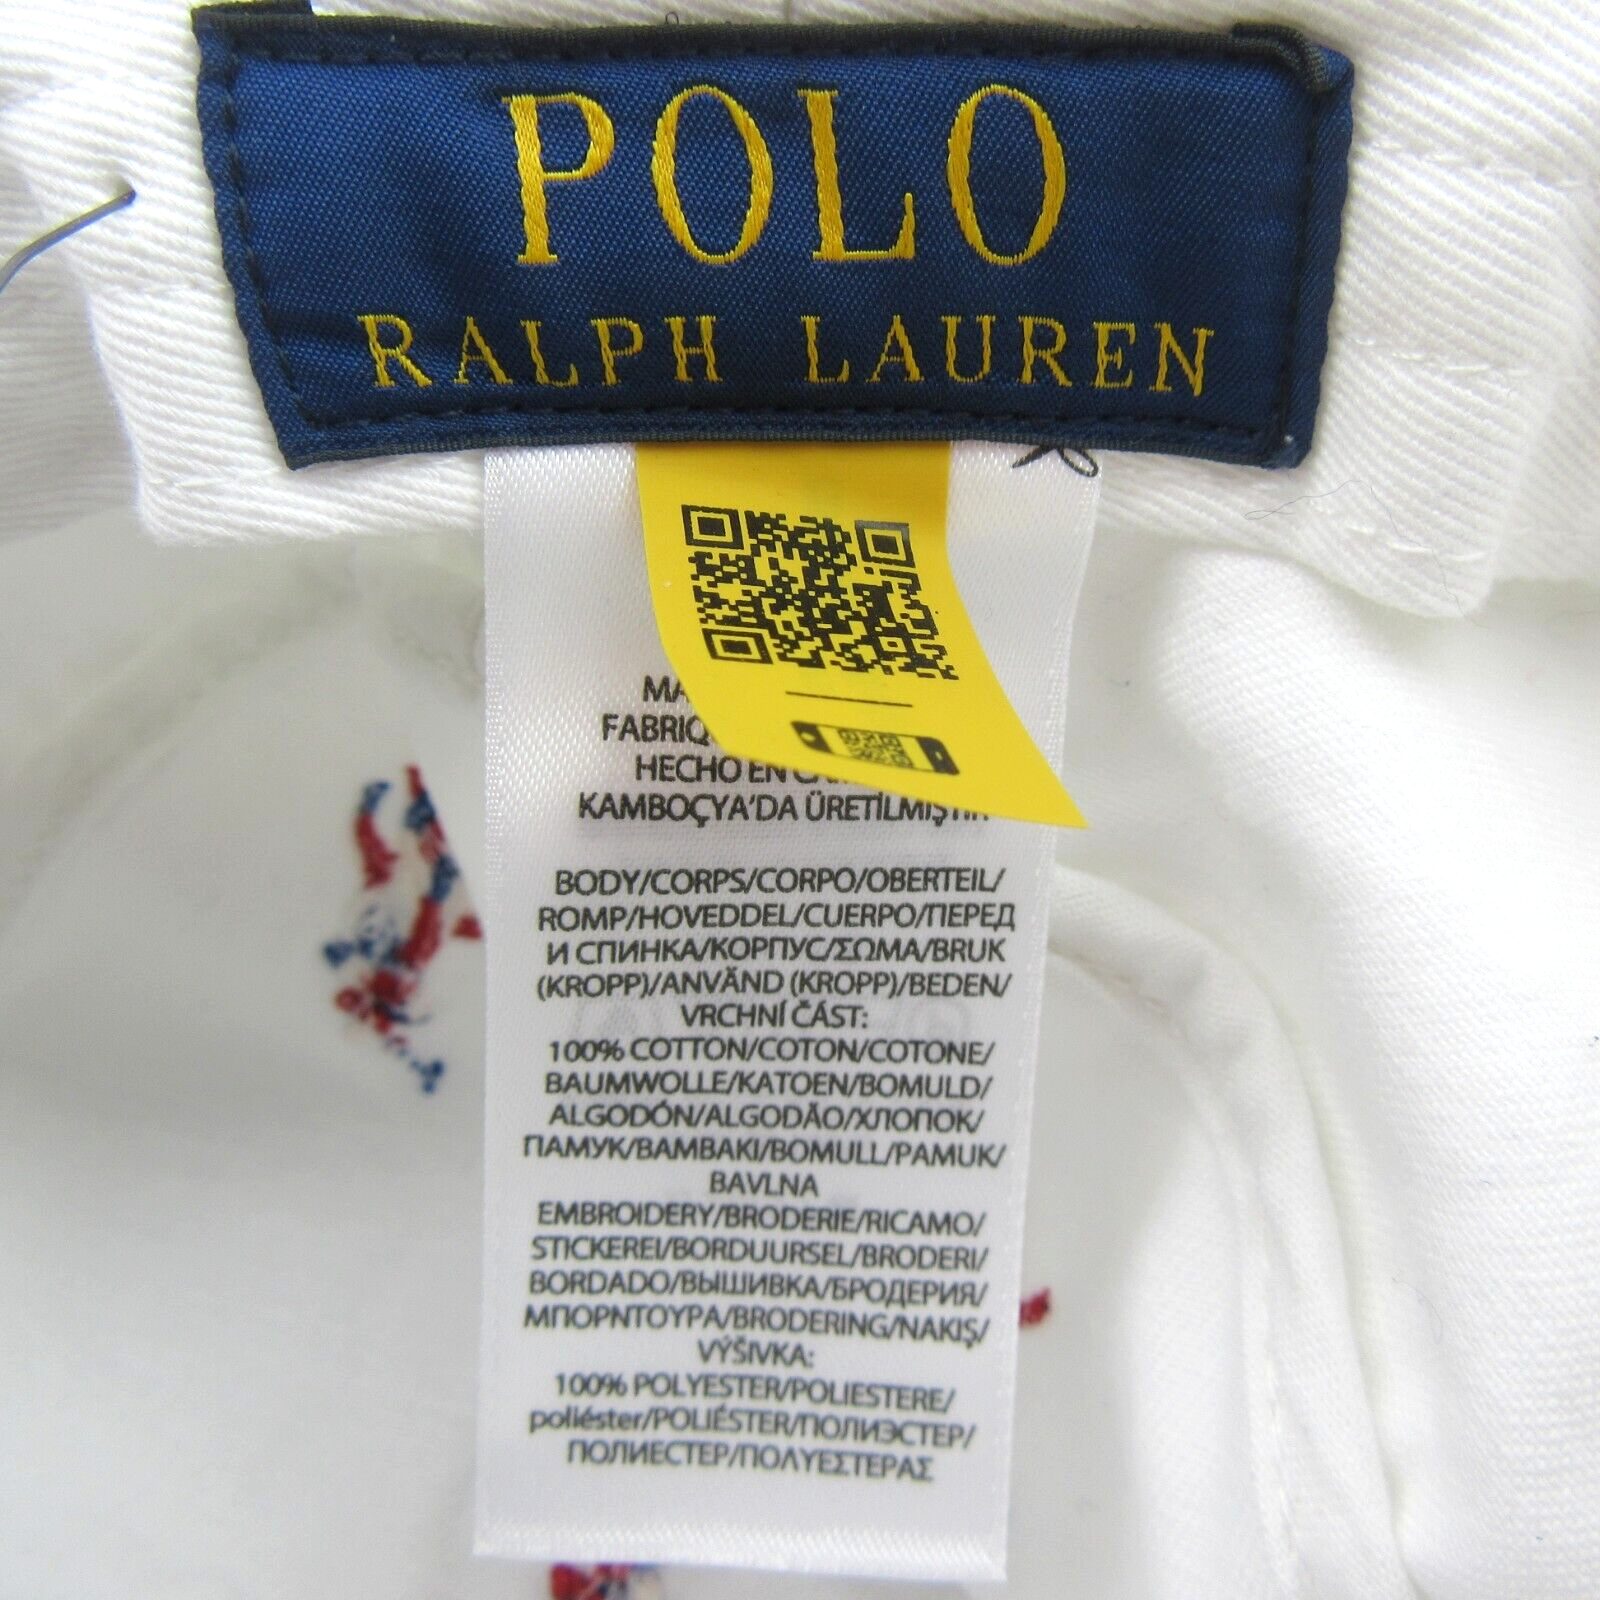 POLO
RALPH LAUREN
HECHO EN
KAMBOÇYA'DA ÜRETİLMİŞTİR
BODY/CORPS/CORPO/OBERTEIL/
ROMP/HOVEDDEL/CUERPO/ПЕРЕД
И СПИНКА/КОРПУС/ΣΩΜΑ/BRUK
(KROPP)/ANVÄND (KROPP)/BEDEN/
VRCHNÍ ČÁST:
100% COTTON/COTON/COTONE/
BAUMWOLLE/KATOEN/BOMULD/
ALGODÓN/ALGODÃO/ХЛОПОК/
ПАМУК/ΒΑΜΒΑΚΙ/BOMULL/PAMUK/
BAVLNA
EMBROIDERY/BRODERIE/RICAMO/
STICKEREI/BORDUURSEL/BRODERI/
BORDADO/ВЫШИВКА/БРОДЕРИЯ/
ΜΠΟΡΝΤΟΥΡΑ/BRODERING/NAKIŞ/
VÝŠIVKA:
100% POLYESTER/POLIESTERE/
poliéster/POLIÉSTER/ПОЛИЭСТЕР/
ПОЛИЕСТЕР/ΠΟΛΥΕΣΤΕΡΑΣ